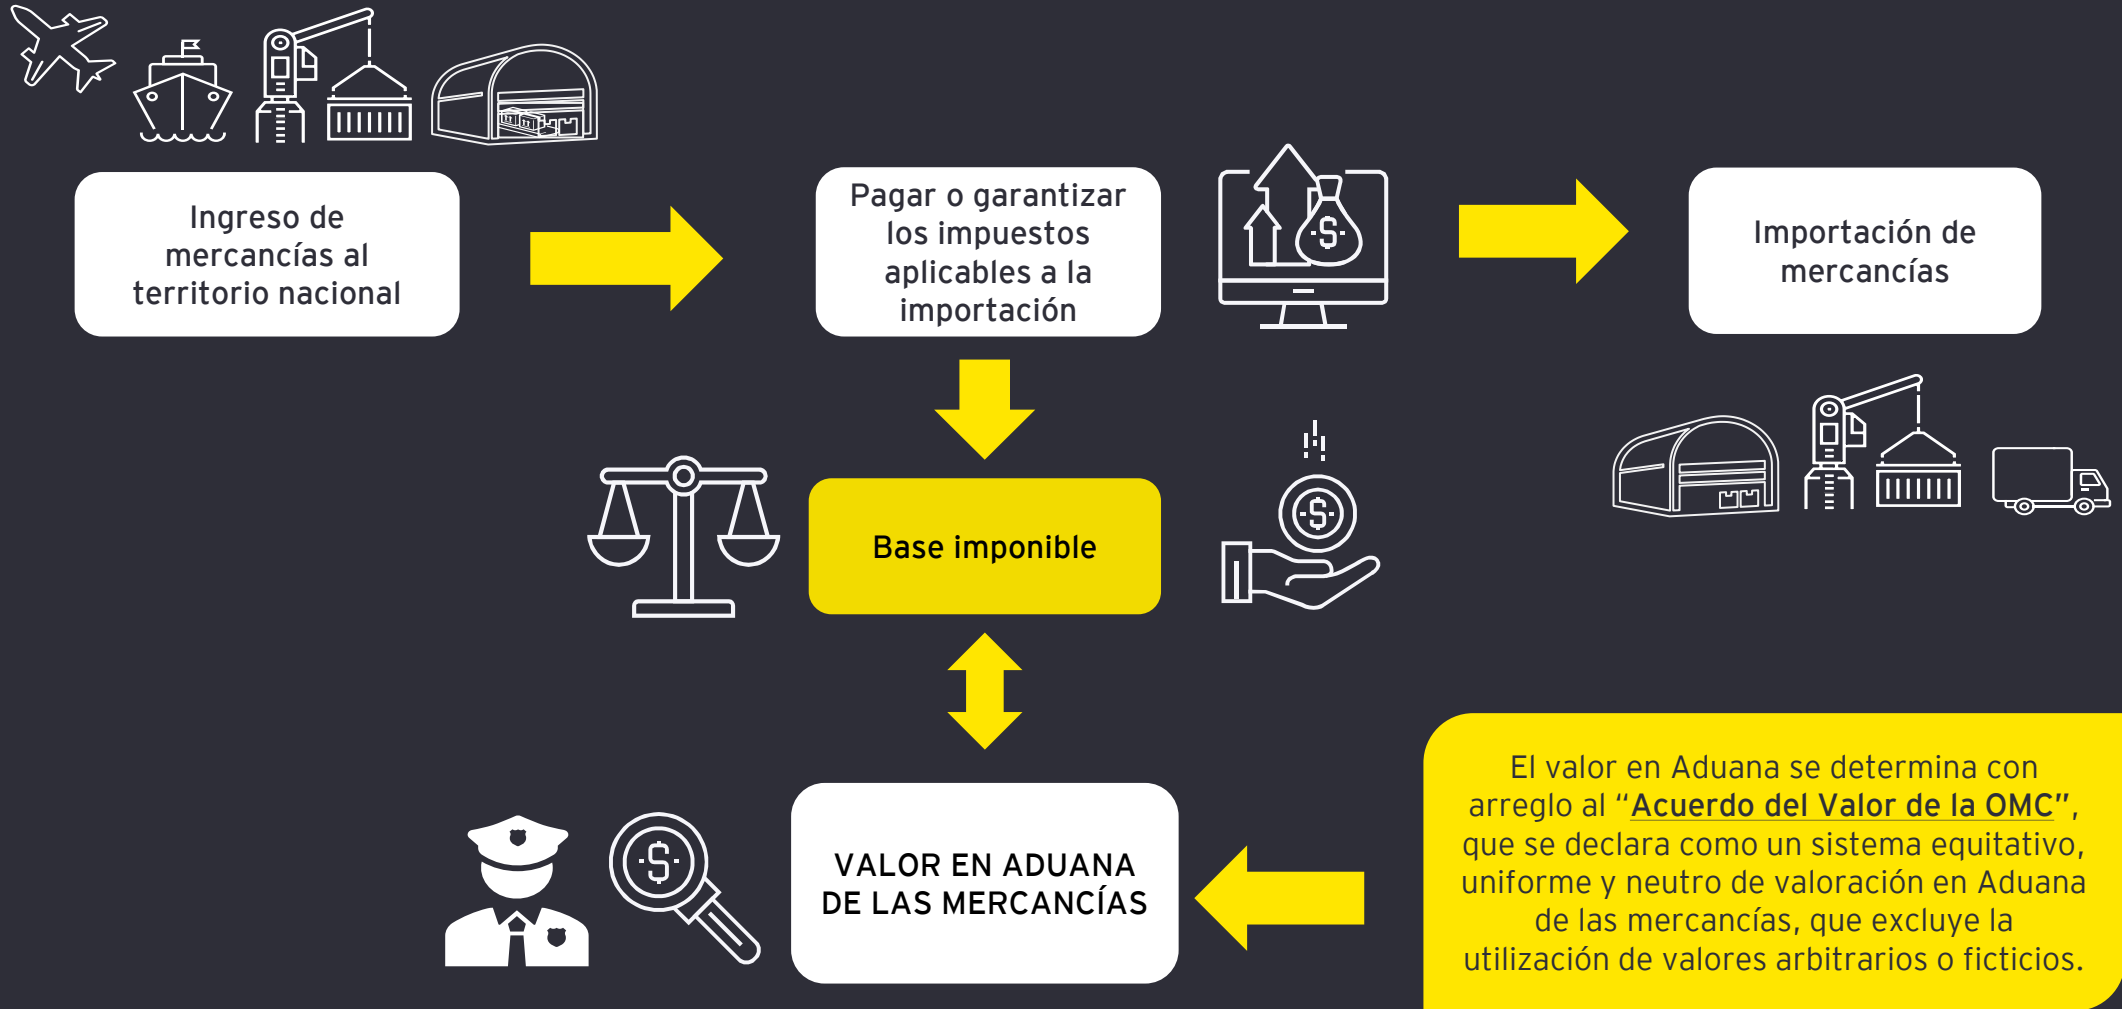 Ingreso de
mercancías al
territorio nacional
Pagar o garantizar
los impuestos
aplicables a la
importación
Importación de
mercancías
Base imponible
VALOR EN ADUANA
DE LAS MERCANCÍAS
El valor en Aduana se determina con
arreglo al “Acuerdo del Valor de la OMC”,
que se declara como un sistema equitativo,
uniforme y neutro de valoración en Aduana
de las mercancías, que excluye la
utilización de valores arbitrarios o ficticios.